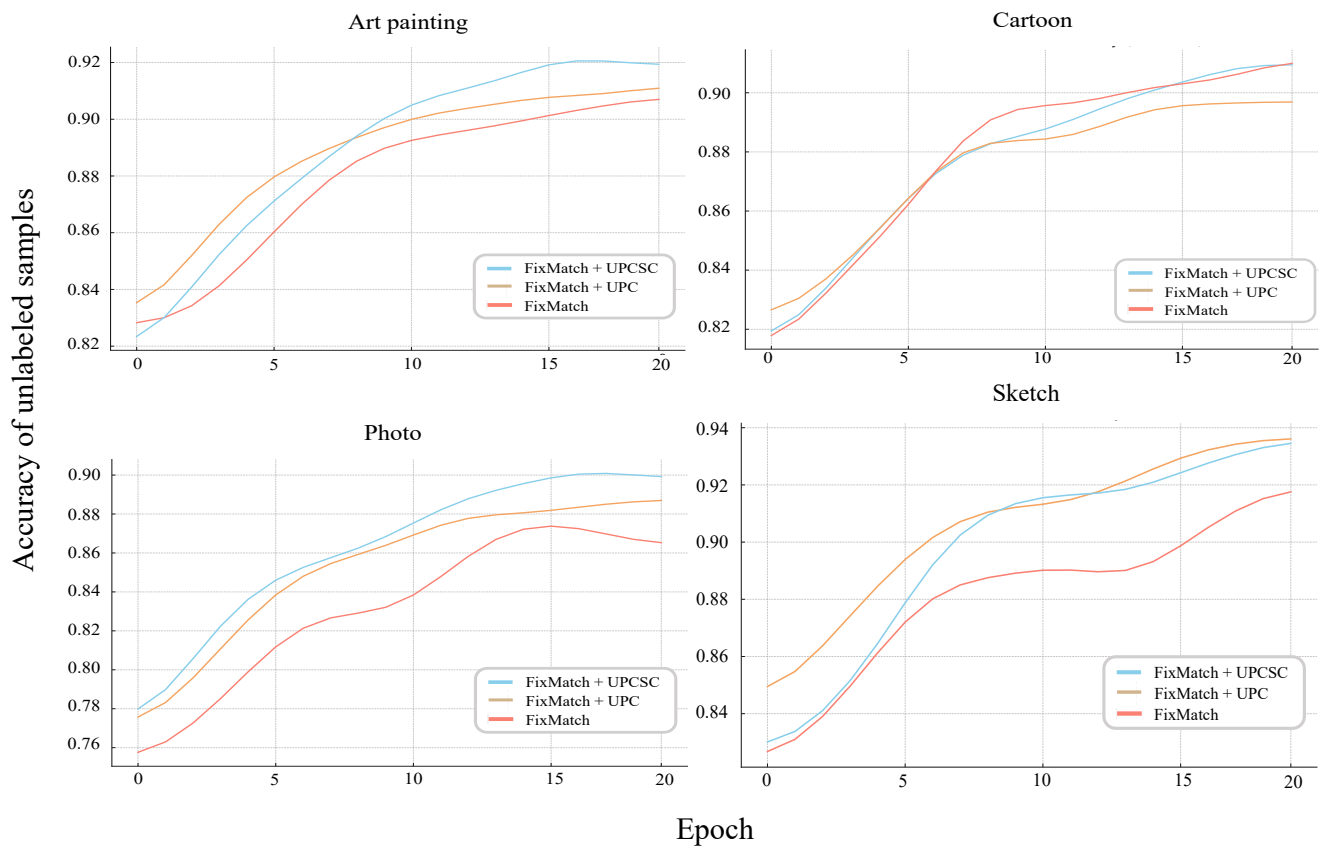 Art painting
0.92
0.90
0.88
0.86
0.84
0.82
0
5
10
15
20
FixMatch + UPCSC
FixMatch + UPC
FixMatch
Cartoon
0.90
0.88
0.86
0.84
0.82
0
5
10
15
20
FixMatch + UPCSC
FixMatch + UPC
FixMatch
Accuracy of unlabeled samples
Photo
0.90
0.88
0.86
0.84
0.82
0.80
0.78
0.76
0
5
10
15
20
FixMatch + UPCSC
FixMatch + UPC
FixMatch
Sketch
0.94
0.92
0.90
0.88
0.86
0.84
0
5
10
15
20
FixMatch + UPCSC
FixMatch + UPC
FixMatch
Epoch